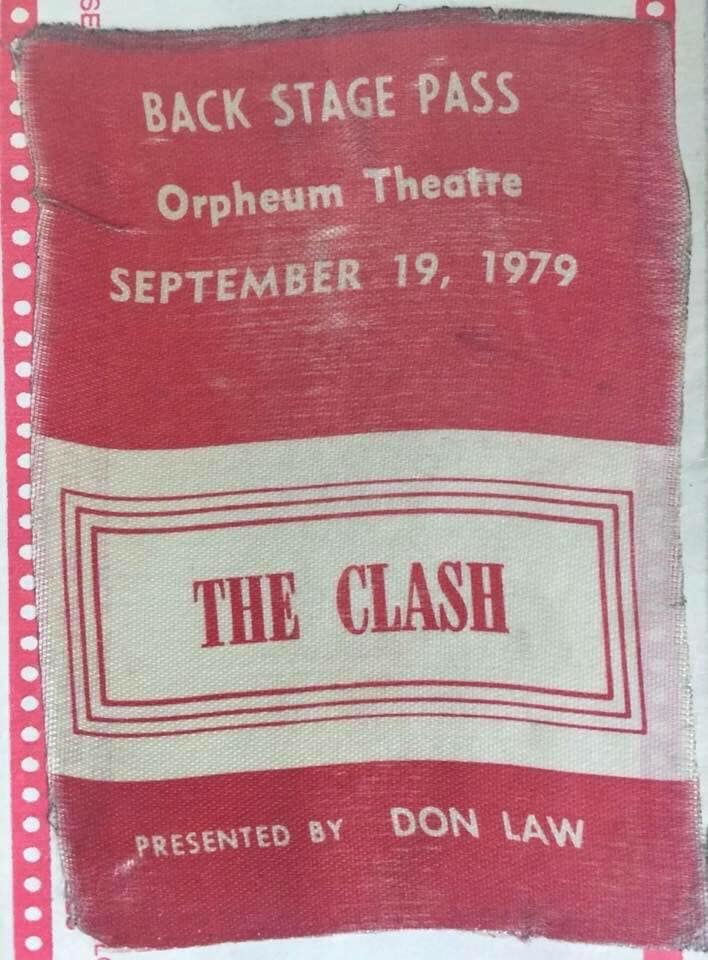 BACK STAGE PASS
Orpheum Theatre
SEPTEMBER 19, 1979
THE CLASH
PRESENTED BY DON LAW